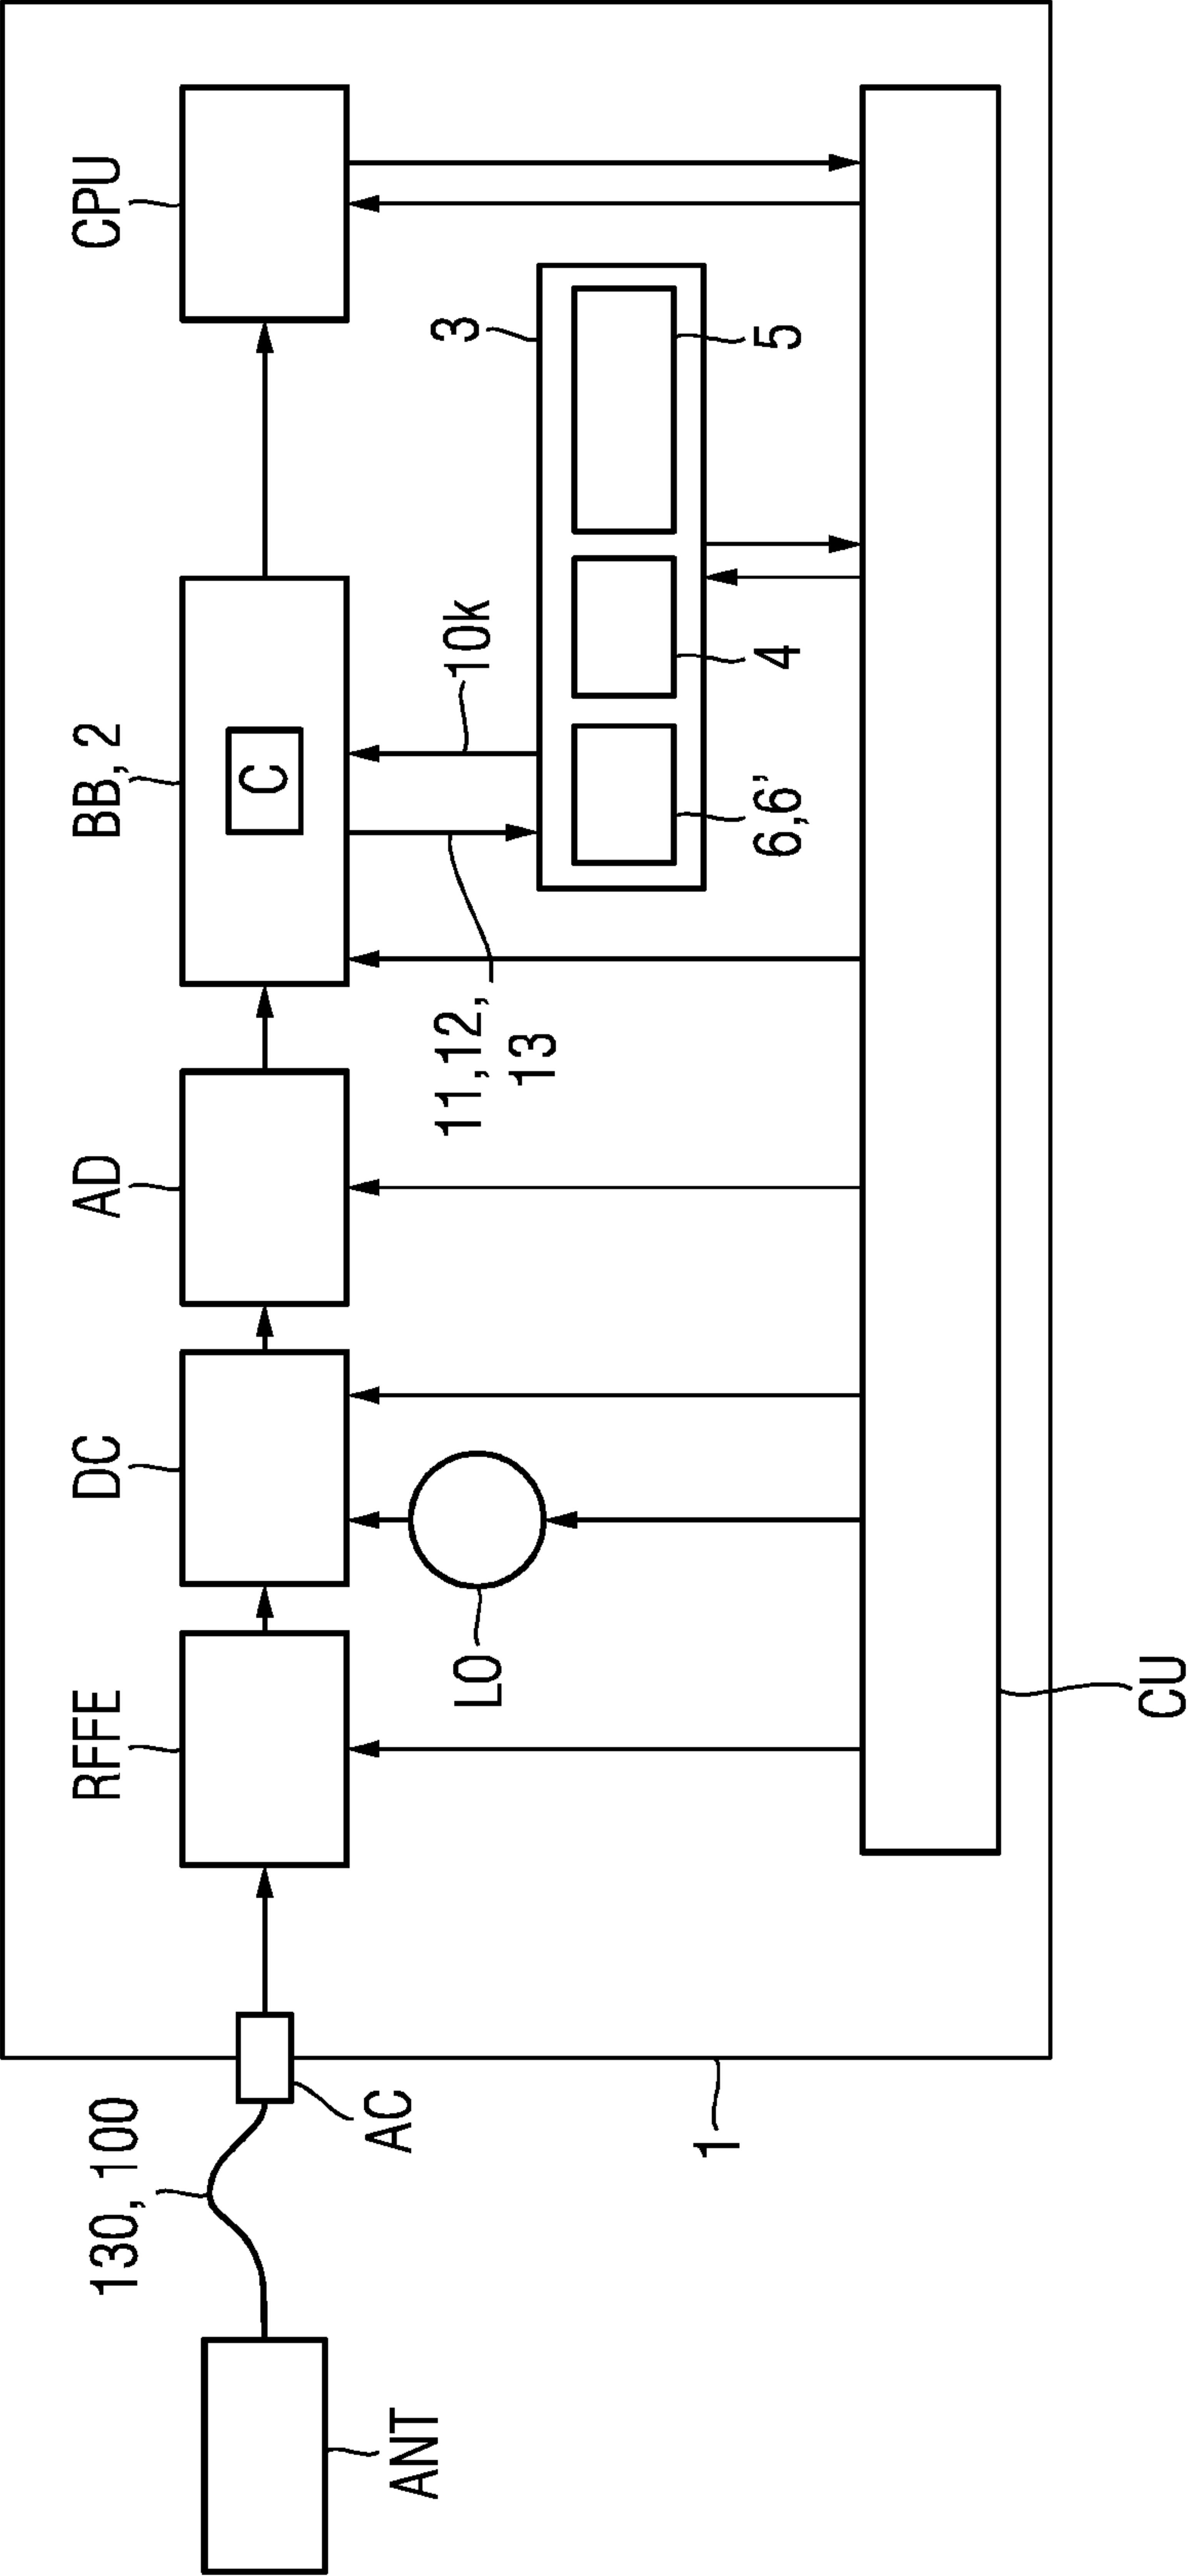 130, 100
RFFE
DC
AD
BB, 2
CPU
C
ANT
AC
LO
11,12,
13
10k
3
6,6'
4
5
1
CU